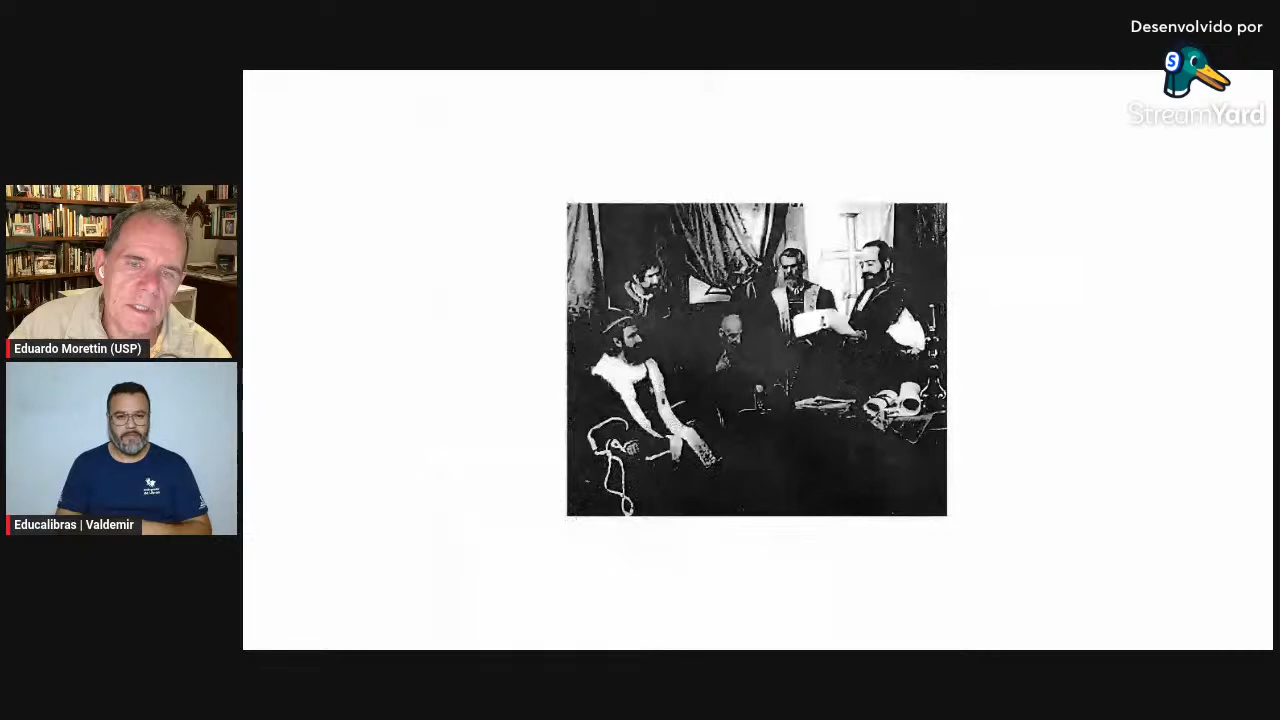 Desenvolvido por
S
StreamYard
Eduardo Morettin (USP)
Educalibras | Valdemir